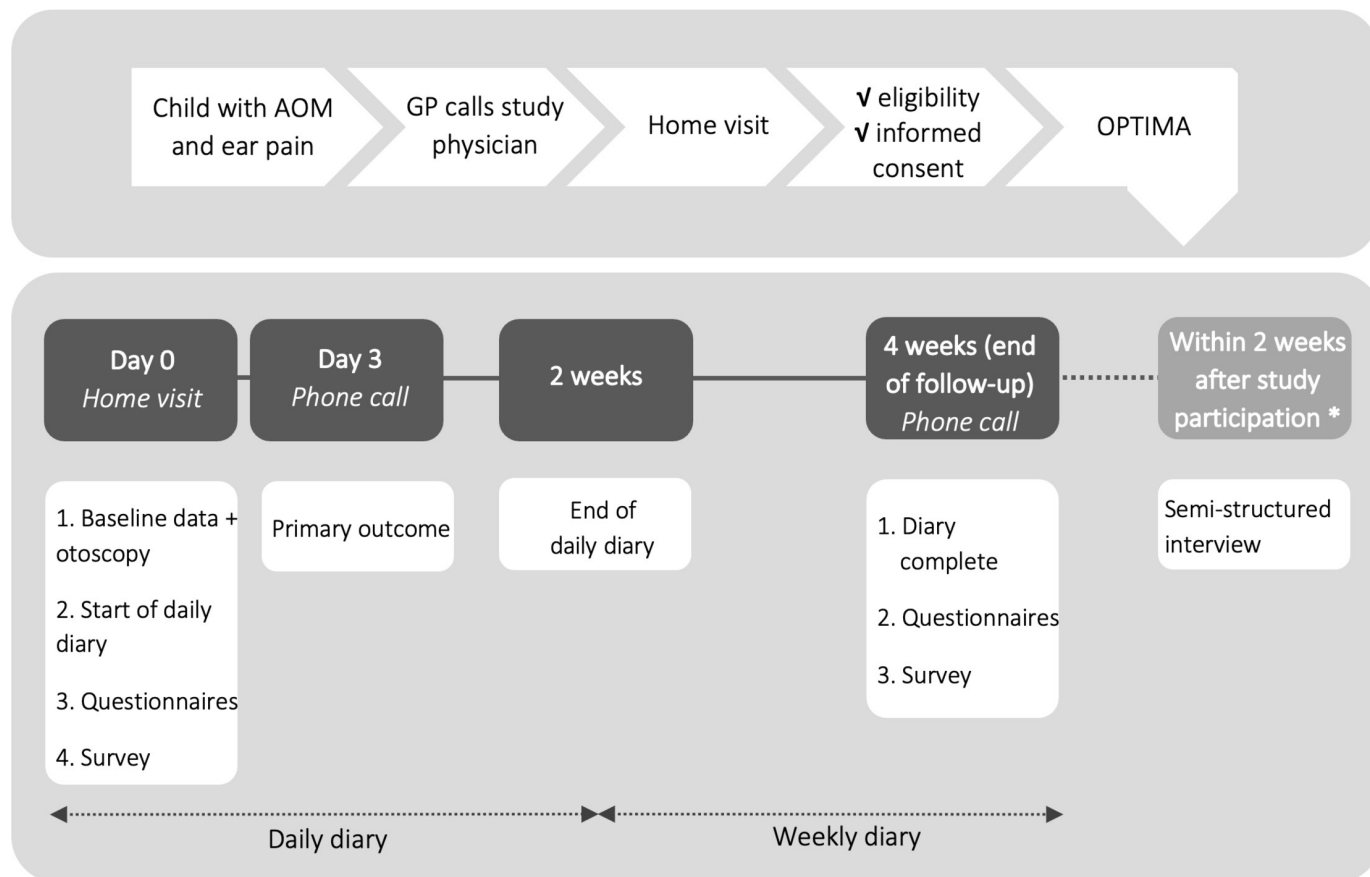 Child with AOM
and ear pain
GP calls study
physician
Home visit
√ eligibility
√ informed
consent
OPTIMA
Day 0
Home visit
Day 3
Phone call
2 weeks
4 weeks (end
of follow-up)
Phone call
Within 2 weeks
after study
participation *
1. Baseline data +
otoscopy
2. Start of daily
diary
3. Questionnaires
4. Survey
Primary outcome
End of
daily diary
1. Diary
complete
2. Questionnaires
3. Survey
Semi-structured
interview
Daily diary
Weekly diary